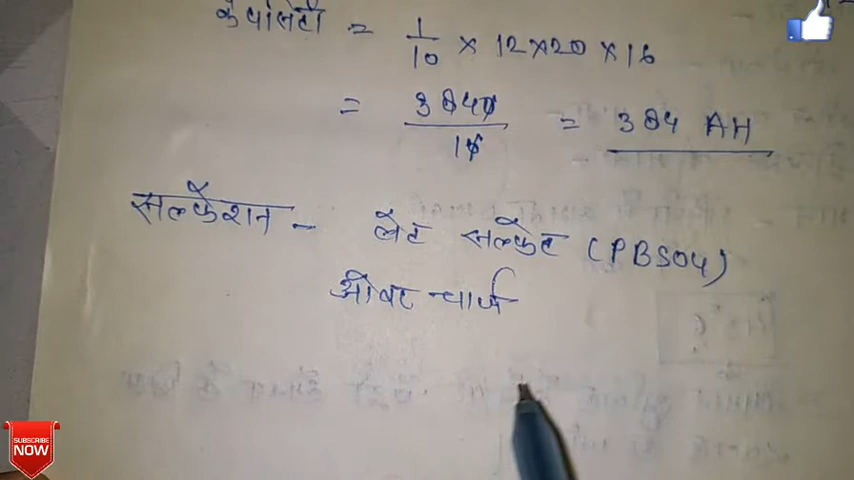 केपासिटी = 1/10 × 12×20 × 16
= 3840/10 = 384 AH
सल्फेशन - लेट सल्फेट (PBSO4)
ओवर चार्ज
SUBSCRIBE
NOW